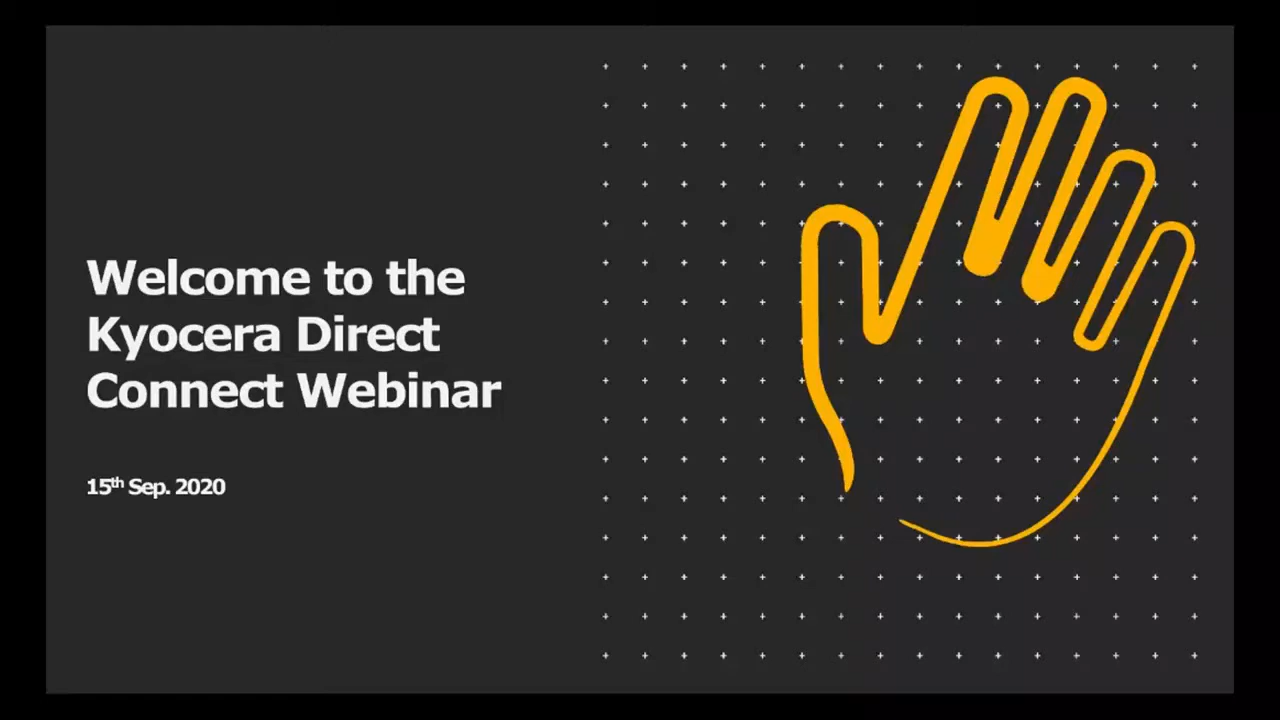 Welcome to the
Kyocera Direct
Connect Webinar
15th Sep. 2020